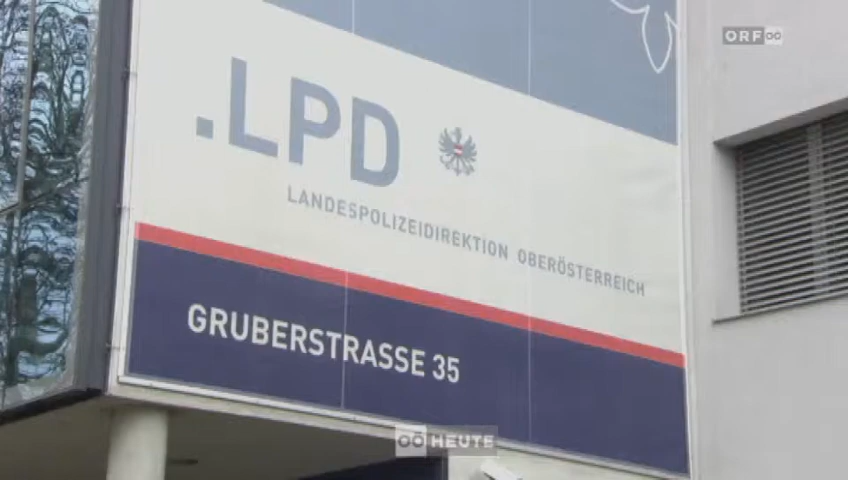 ORF OÖ
.LPD
LANDESPOLIZEIDIREKTION OBERÖSTERREICH
GRUBERSTRASSE 35
OÖ HEUTE